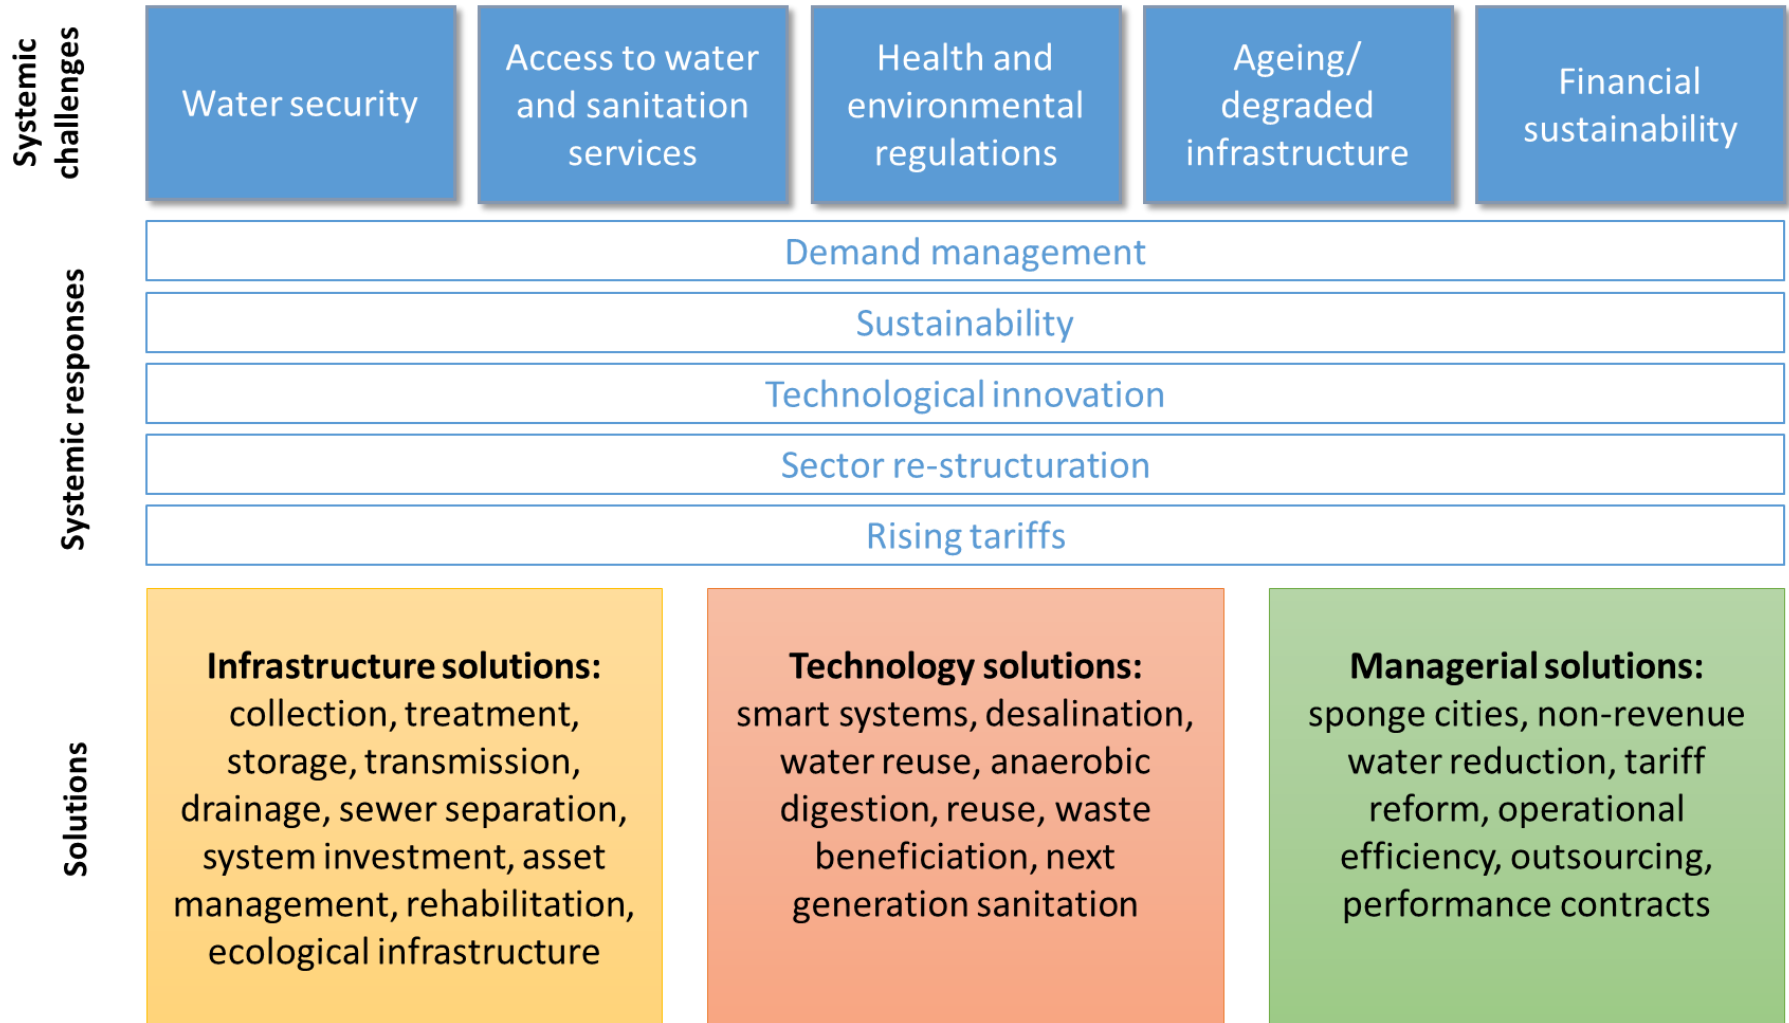 Systemic
challenges
Water security
Access to water
and sanitation
services
Health and
environmental
regulations
Ageing/
degraded
infrastructure
Financial
sustainability
Systemic responses
Demand management
Sustainability
Technological innovation
Sector re-structuration
Rising tariffs
Solutions
Infrastructure solutions:
collection, treatment,
storage, transmission,
drainage, sewer separation,
system investment, asset
management, rehabilitation,
ecological infrastructure
Technology solutions:
smart systems, desalination,
water reuse, anaerobic
digestion, reuse, waste
beneficiation, next
generation sanitation
Managerial solutions:
sponge cities, non-revenue
water reduction, tariff
reform, operational
efficiency, outsourcing,
performance contracts